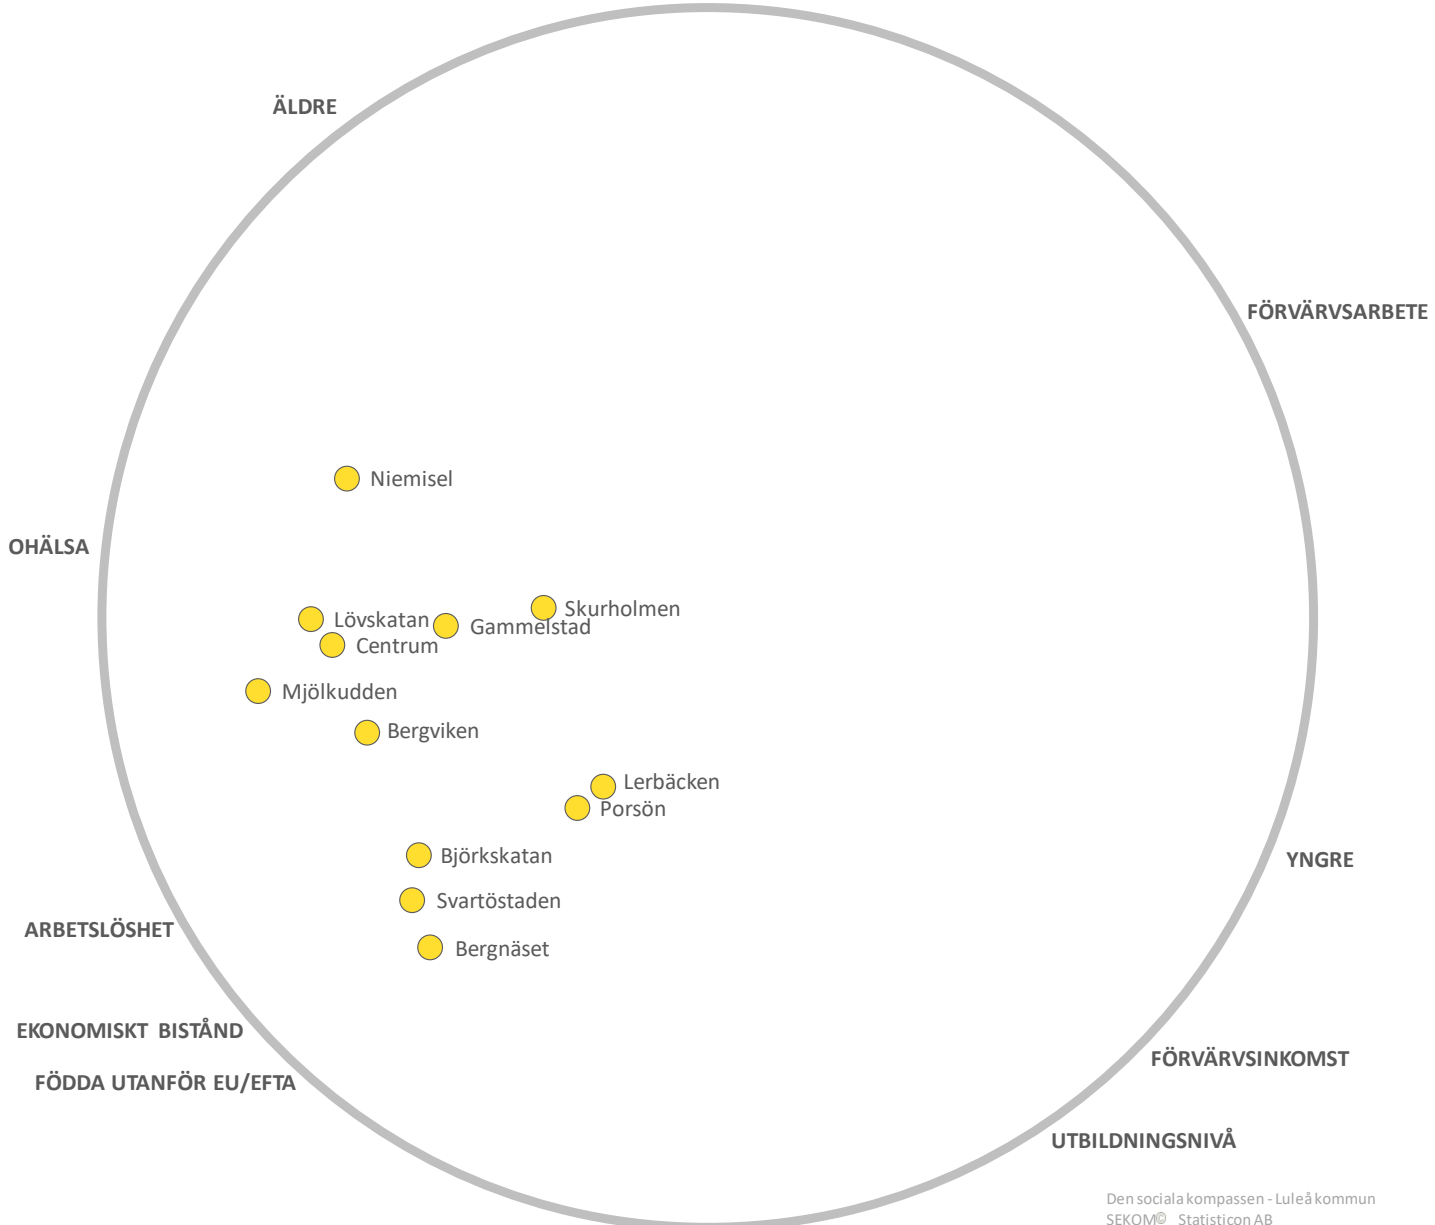 ÄLDRE
FÖRVÄRVSARBETE
Niemisel
OHÄLSA
Skurholmen
Lövskatan
Gammelstad
Centrum
Mjölkudden
Bergviken
Lerbäcken
Porsön
Björkskatan
YNGRE
Svartöstaden
ARBETSLÖSHET
Bergnäset
EKONOMISKT BISTÅND
FÖRVÄRVSINKOMST
FÖDDA UTANFÖR EU/EFTA
UTBILDNINGSNIVÅ
Den sociala kompassen - Luleå kommun
SEKOM© Statisticon AB